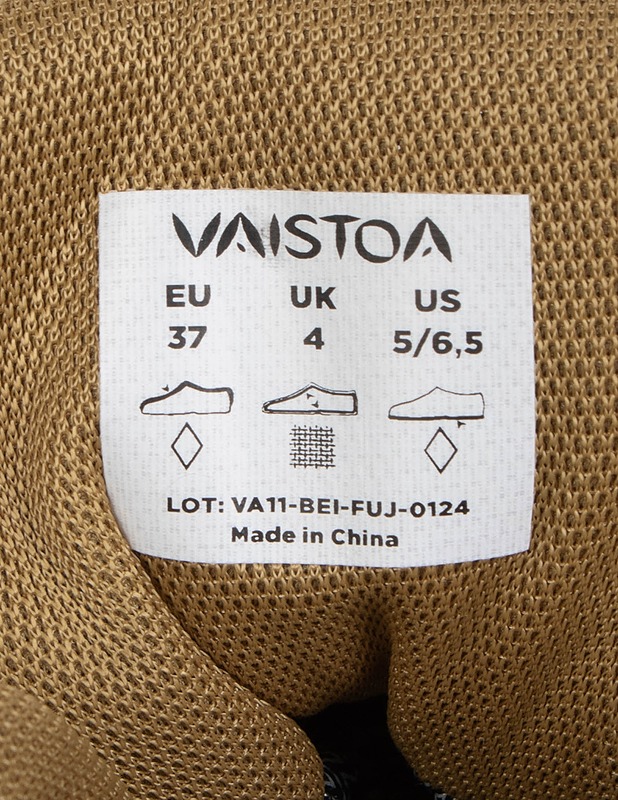 VAISTOA
EU UK US
37 4 5/6,5
LOT: VA11-BEI-FUJ-0124
Made in China